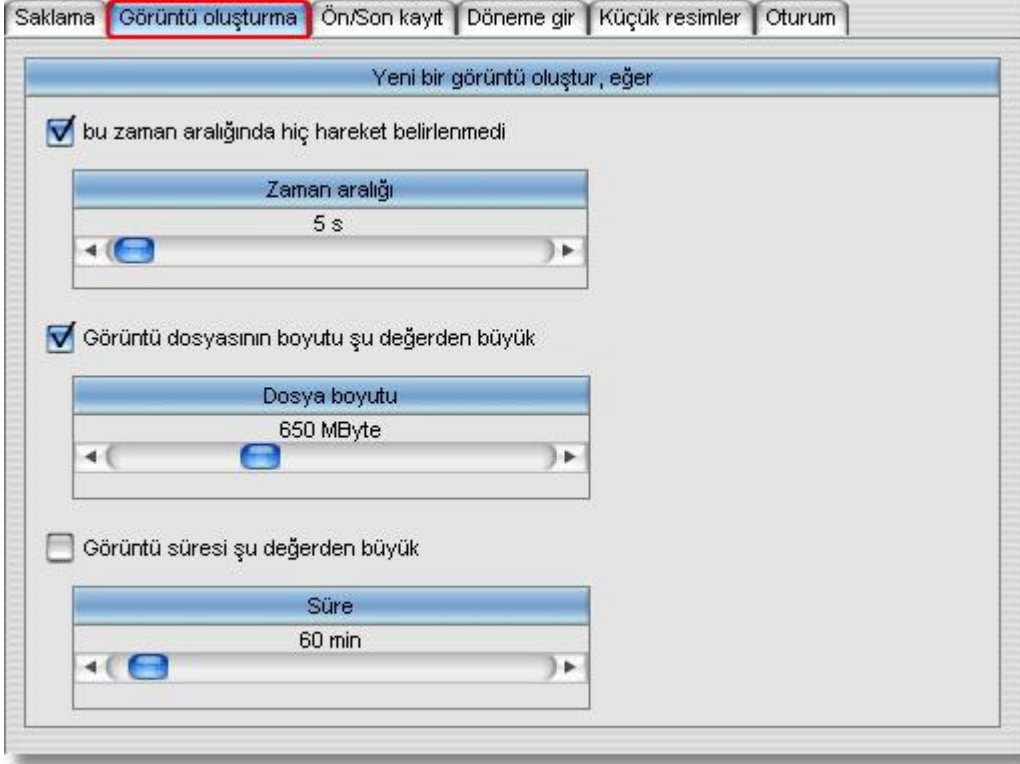 Saklama Görüntü oluşturma Ön/Son kayıt Döneme gir Küçük resimler Oturum
Yeni bir görüntü oluştur, eğer
bu zaman aralığında hiç hareket belirlenmedi
Zaman aralığı
5 s
Görüntü dosyasının boyutu şu değerden büyük
Dosya boyutu
650 MByte
Görüntü süresi şu değerden büyük
Süre
60 min